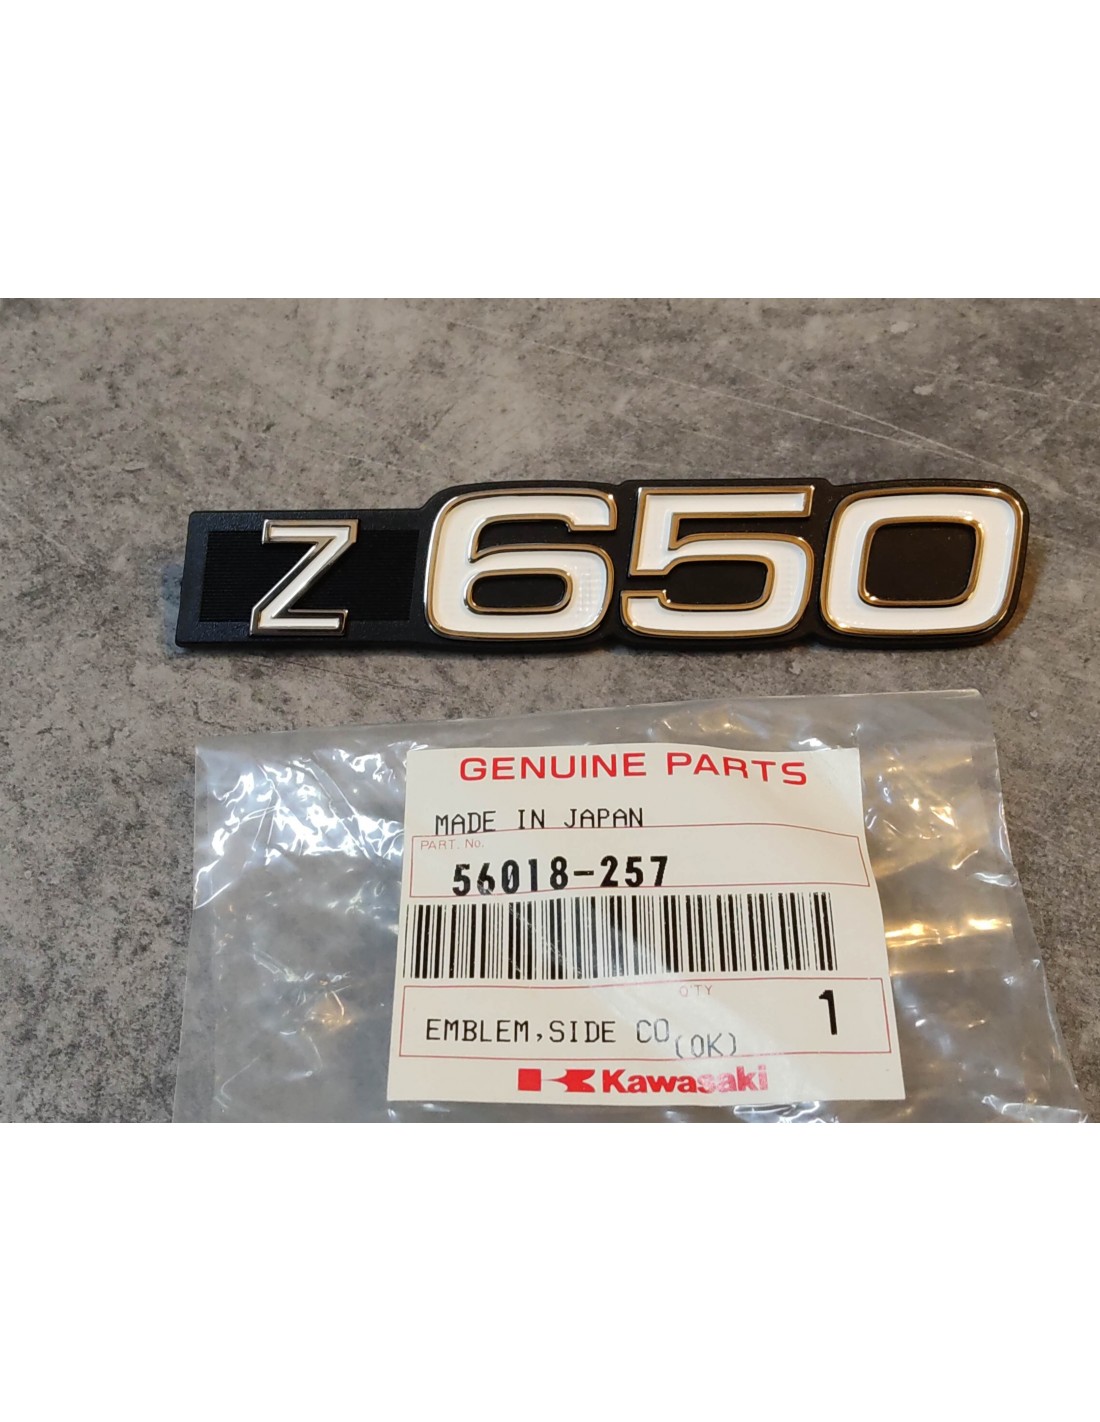 Z650
GENUINE PARTS
MADE IN JAPAN
PART. No.
56018-257
Q'TY
EMBLEM,SIDE CO(OK) 1
Kawasaki